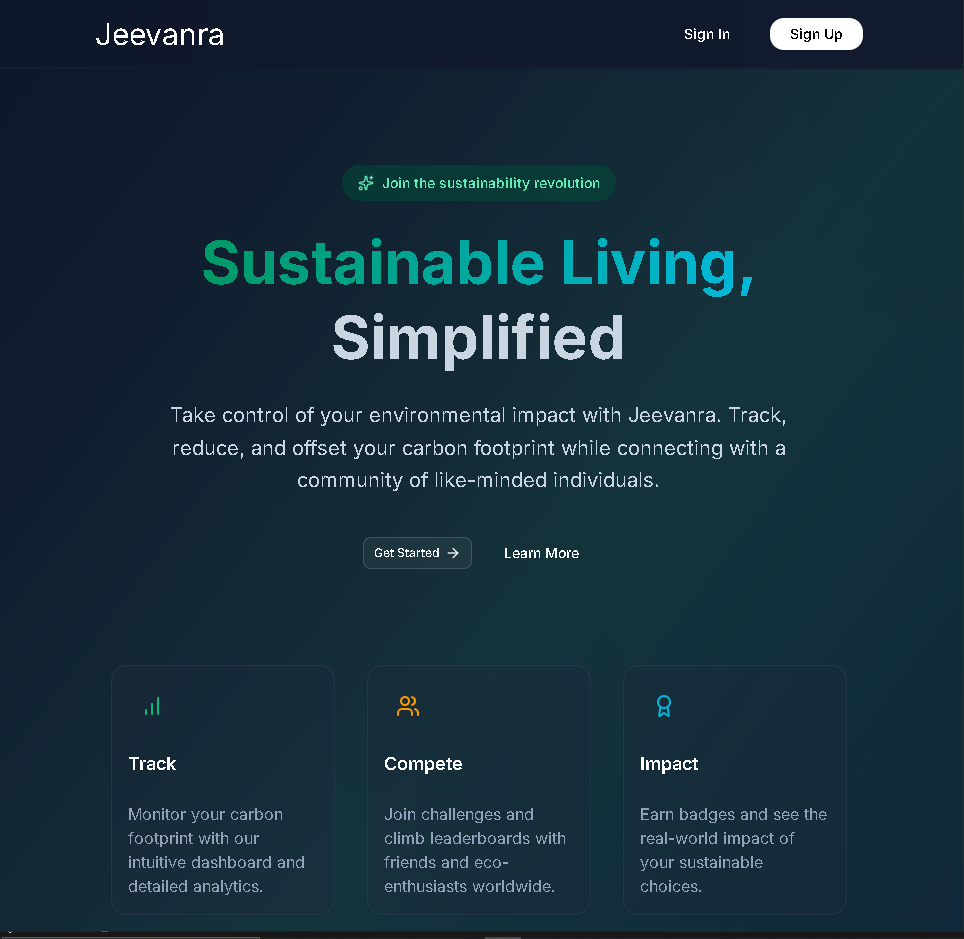 Jeevanra
Sign In
Sign Up
Join the sustainability revolution
Sustainable Living,
Simplified
Take control of your environmental impact with Jeevanra. Track,
reduce, and offset your carbon footprint while connecting with a
community of like-minded individuals.
Get Started
Learn More
Track
Monitor your carbon
footprint with our
intuitive dashboard and
detailed analytics.
Compete
Join challenges and
climb leaderboards with
friends and eco-
enthusiasts worldwide.
Impact
Earn badges and see the
real-world impact of
your sustainable
choices.